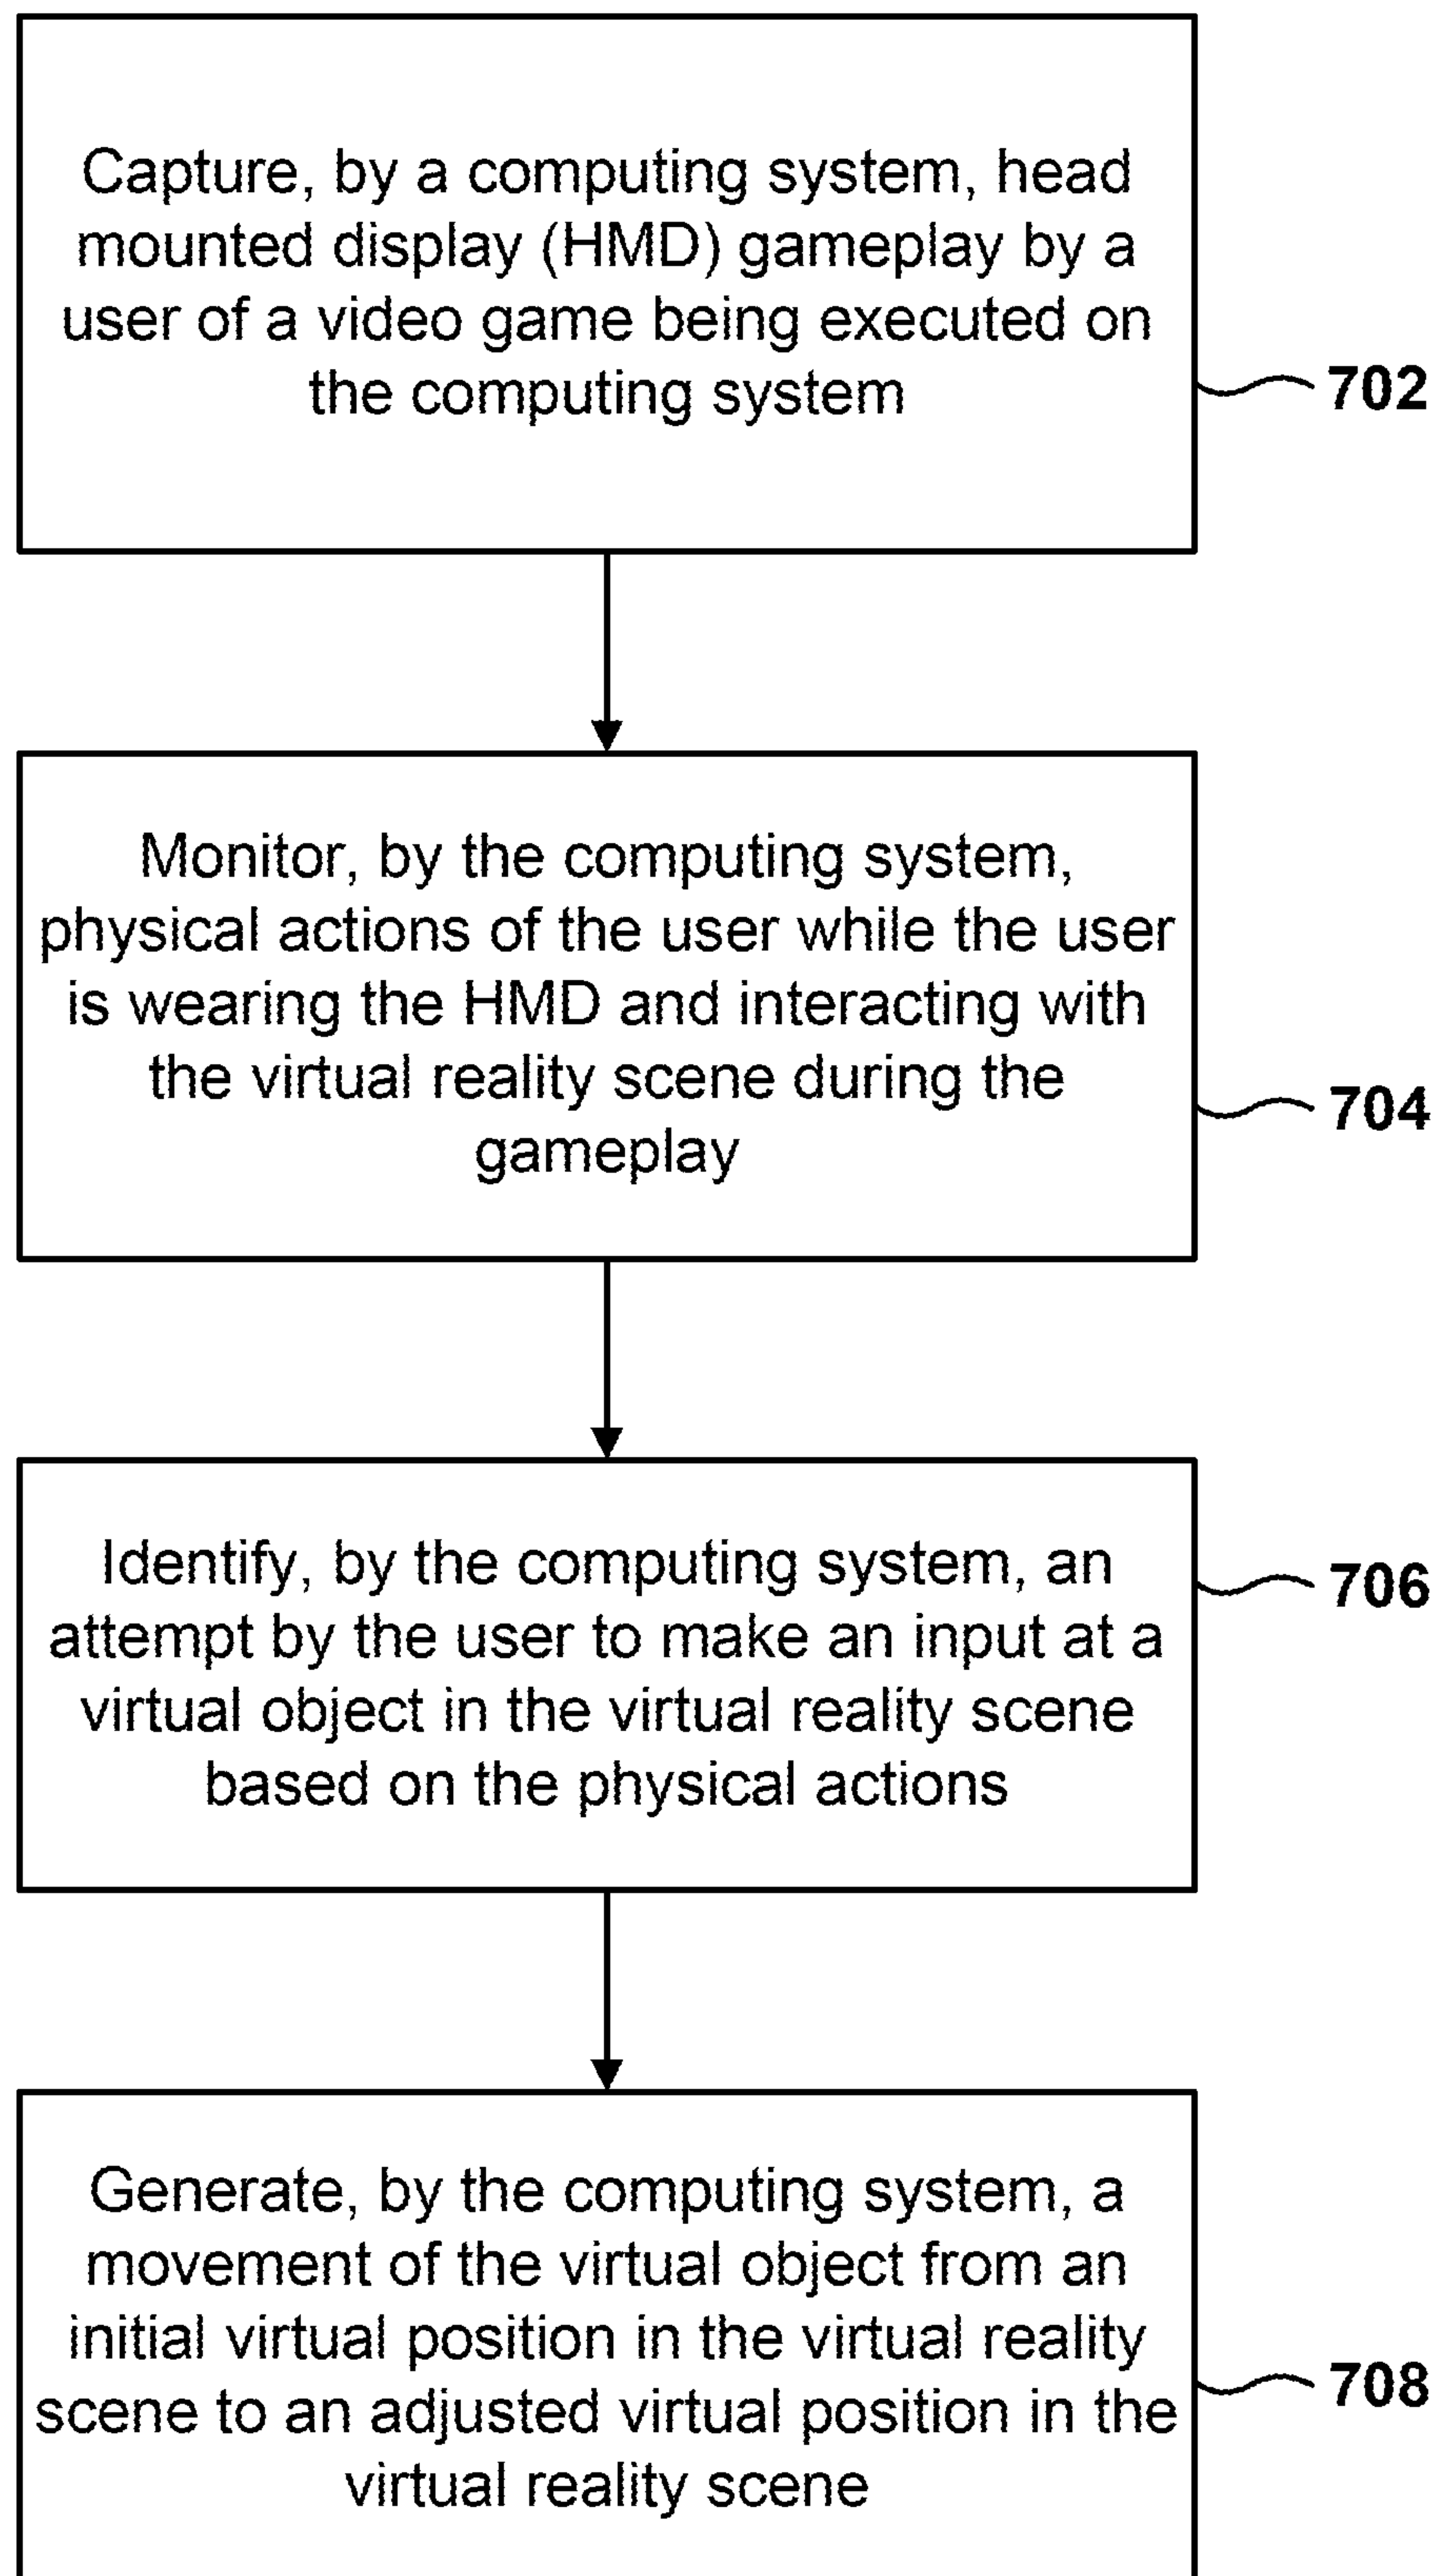 Capture, by a computing system, head
mounted display (HMD) gameplay by a
user of a video game being executed on
the computing system
702
Monitor, by the computing system,
physical actions of the user while the user
is wearing the HMD and interacting with
the virtual reality scene during the
gameplay
704
Identify, by the computing system, an
attempt by the user to make an input at a
virtual object in the virtual reality scene
based on the physical actions
706
Generate, by the computing system, a
movement of the virtual object from an
initial virtual position in the virtual reality
scene to an adjusted virtual position in the
virtual reality scene
708